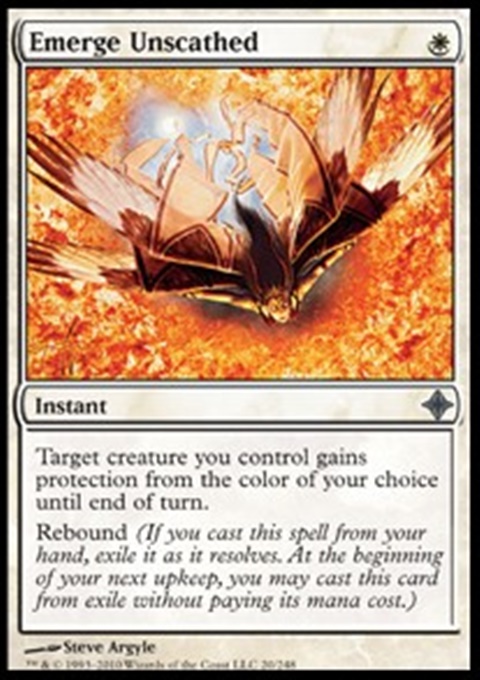 Emerge Unscathed
Instant
Target creature you control gains
protection from the color of your choice
until end of turn.
Rebound (If you cast this spell from your
hand, exile it as it resolves. At the beginning
of your next upkeep, you may cast this card
from exile without paying its mana cost.)
Steve Argyle
™ & © 1993-2010 Wizards of the Coast LLC 20/248